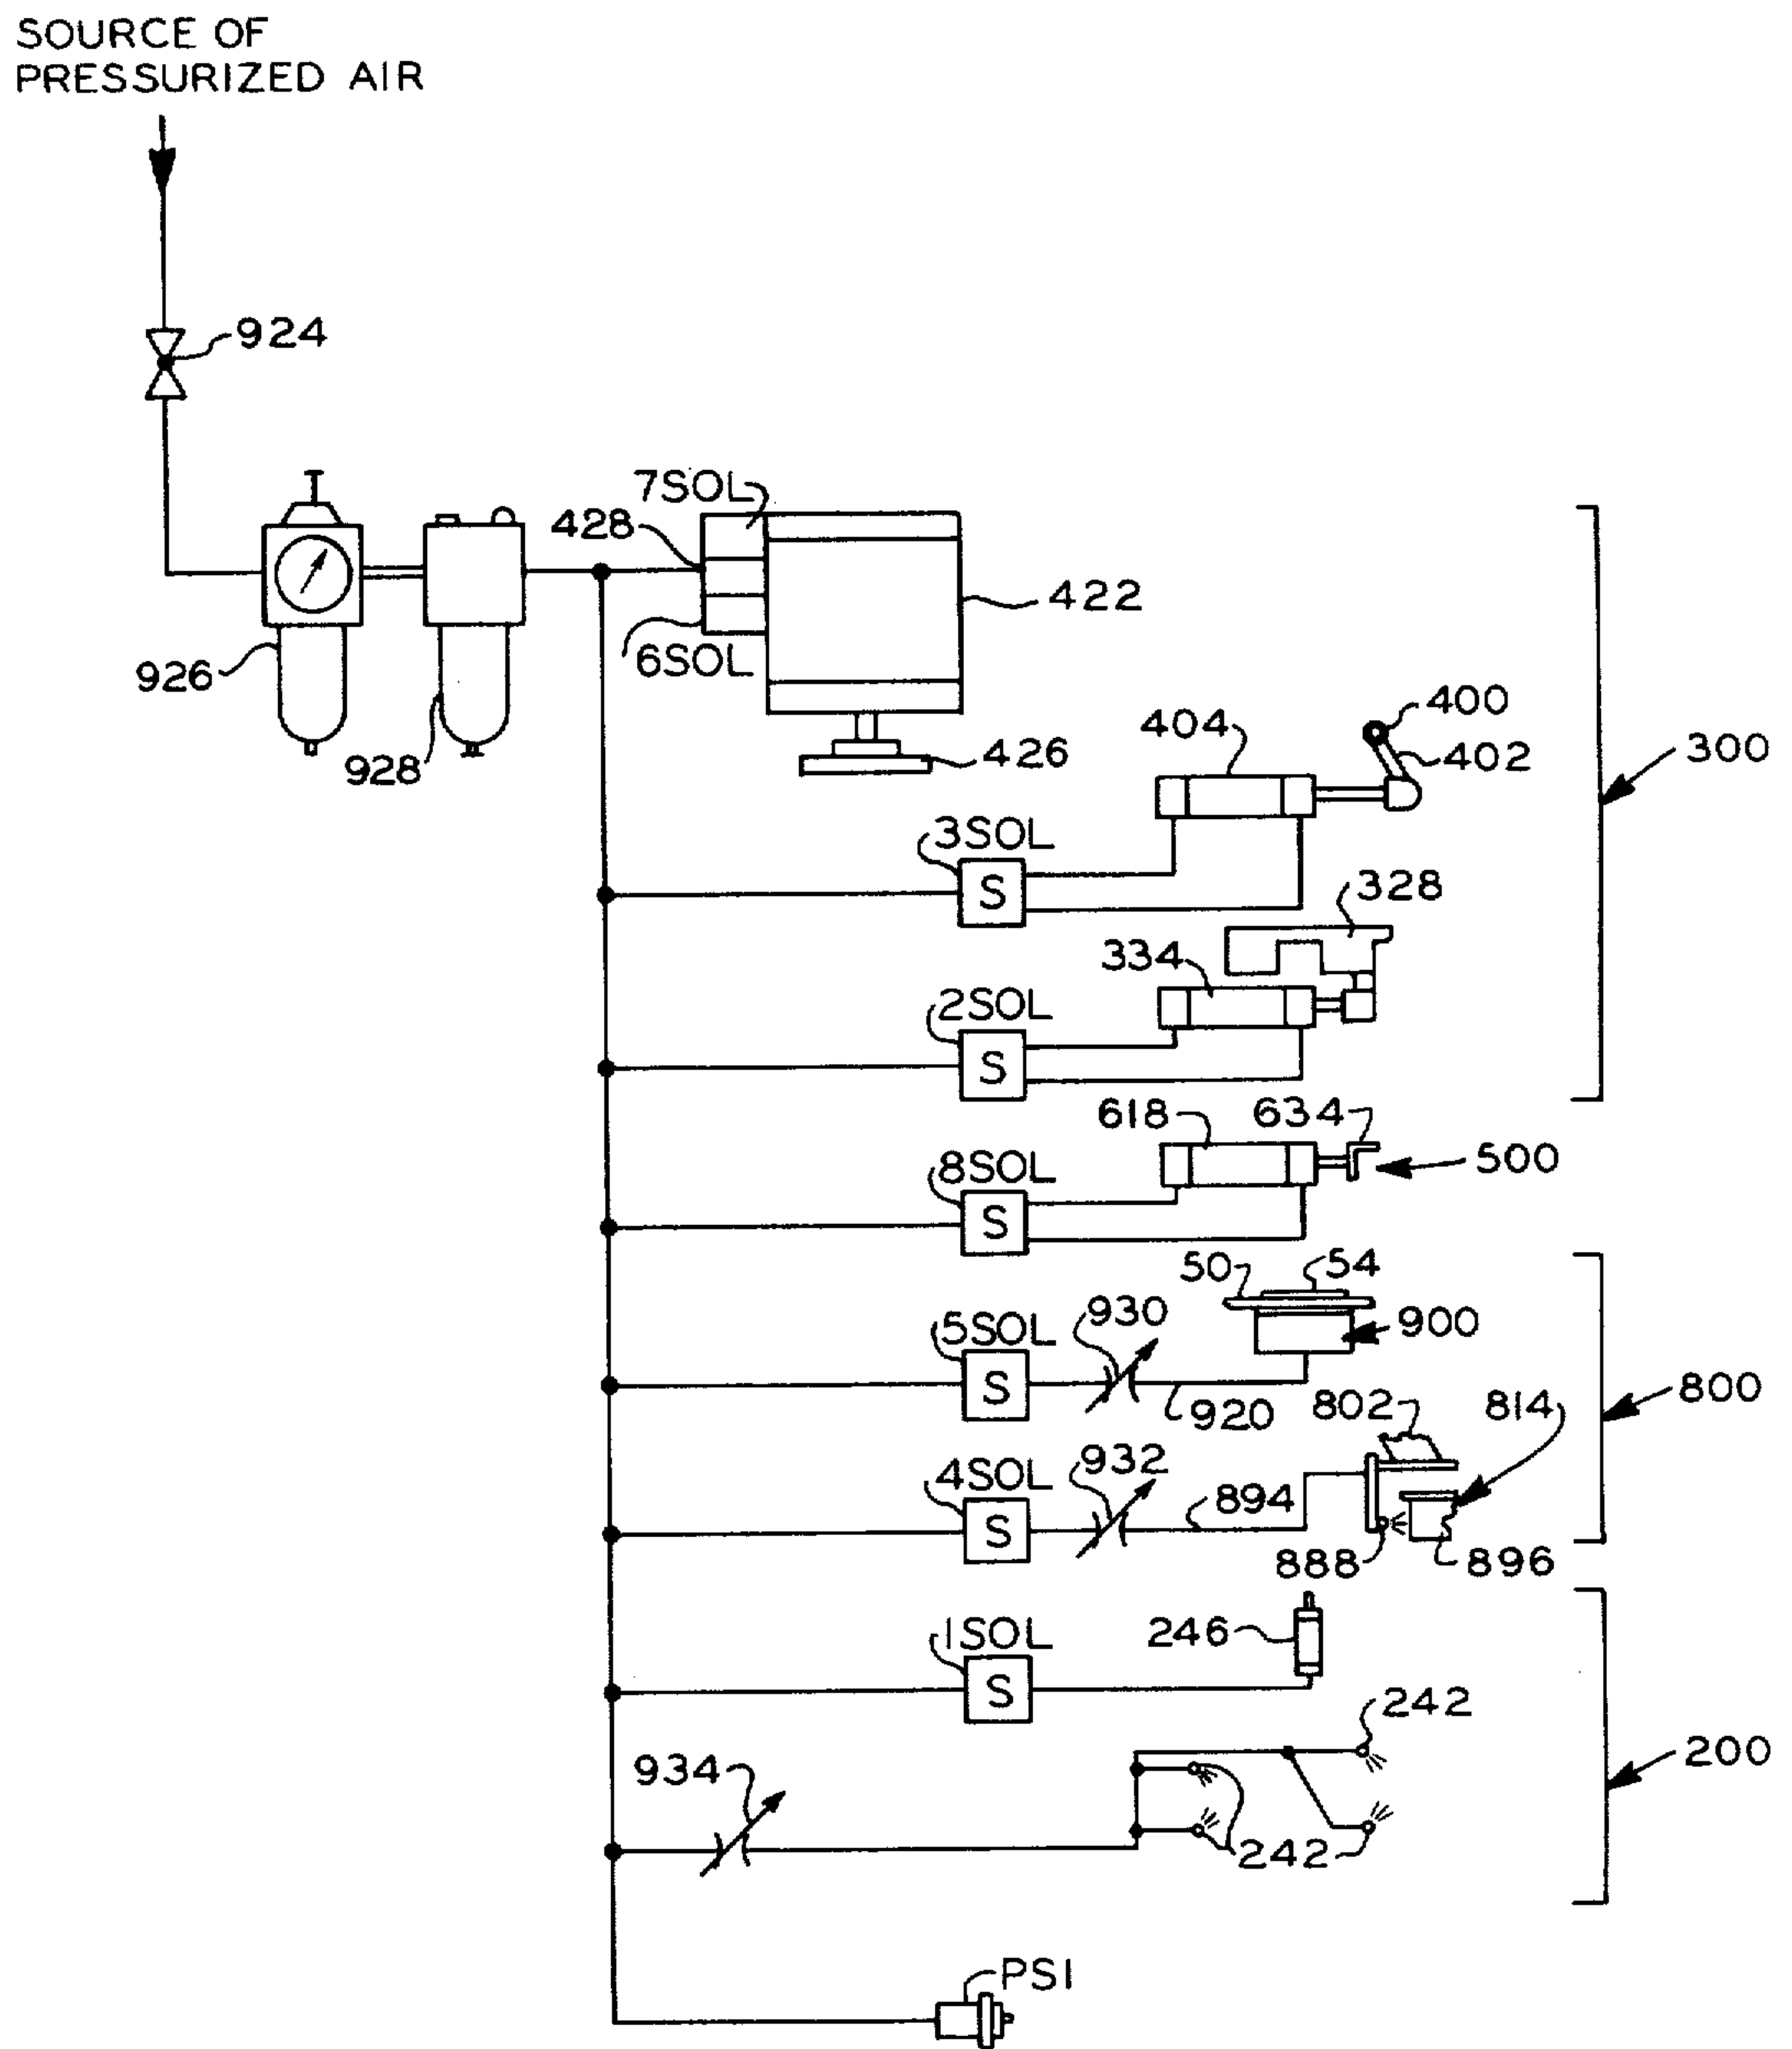 SOURCE OF
PRESSURIZED AIR
924
7SOL
428
422
6SOL
926
928
426
400
404
402
300
3SOL
S
328
334
2SOL
S
618
634
500
8SOL
S
50
54
930
900
5SOL
S
920
800
802
814
932
4SOL
894
S
888
896
246
1SOL
S
242
934
200
242
PS1